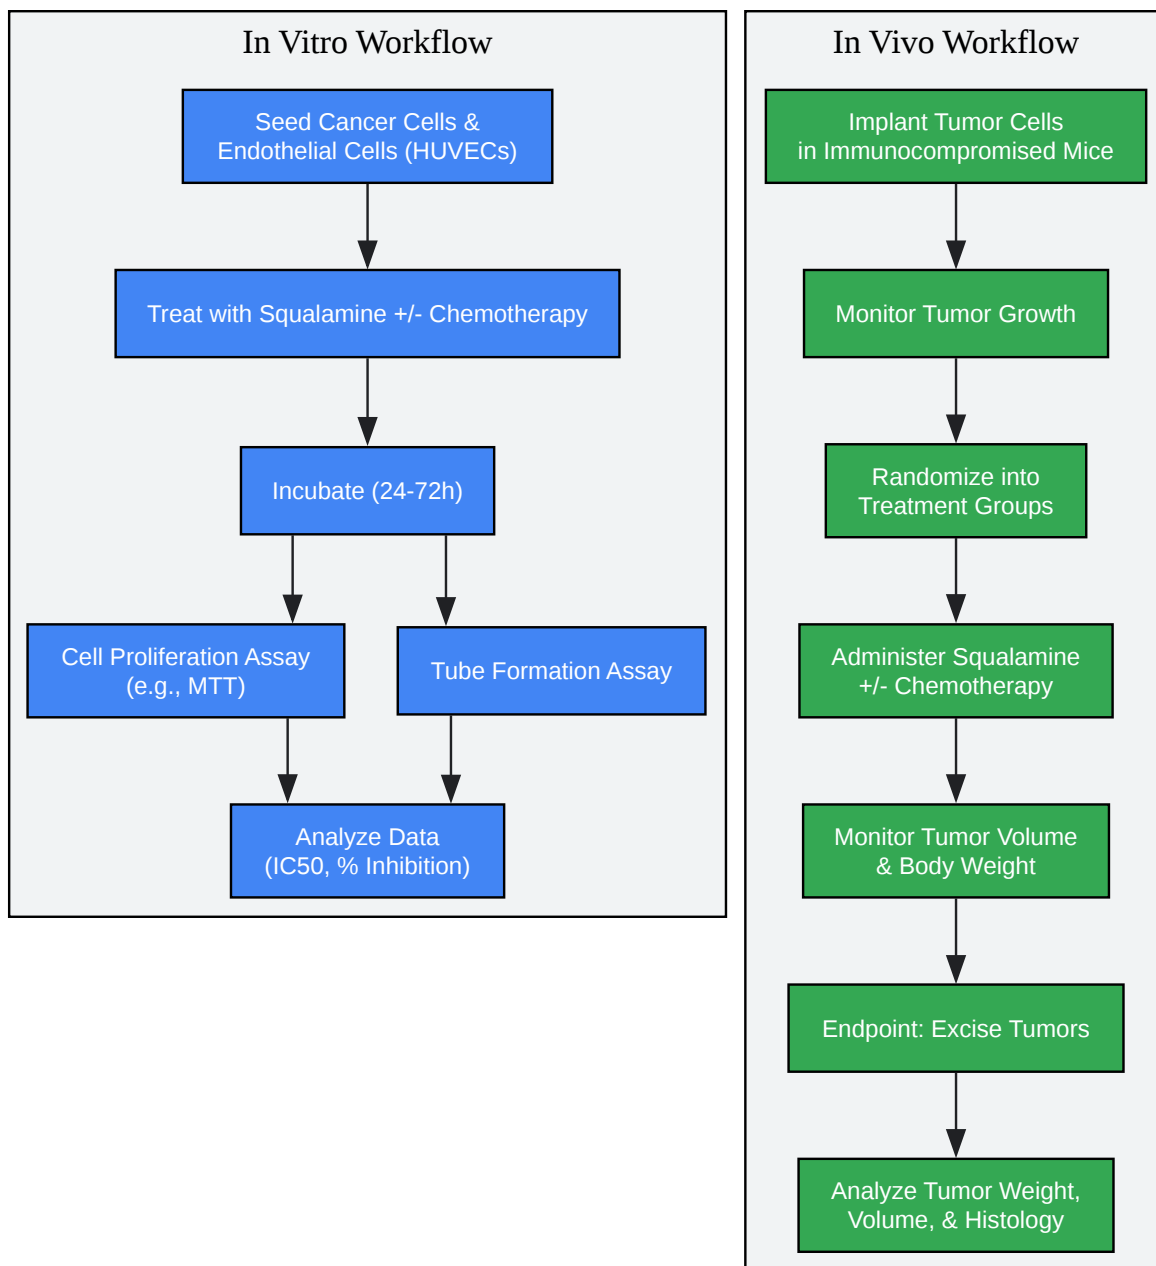 In Vitro Workflow
Seed Cancer Cells &
Endothelial Cells (HUVECs)
Treat with Squalamine +/- Chemotherapy
Incubate (24-72h)
Cell Proliferation Assay
(e.g., MTT)
Tube Formation Assay
Analyze Data
(IC50, % Inhibition)
In Vivo Workflow
Implant Tumor Cells
in Immunocompromised Mice
Monitor Tumor Growth
Randomize into
Treatment Groups
Administer Squalamine
+/- Chemotherapy
Monitor Tumor Volume
& Body Weight
Endpoint: Excise Tumors
Analyze Tumor Weight,
Volume, & Histology